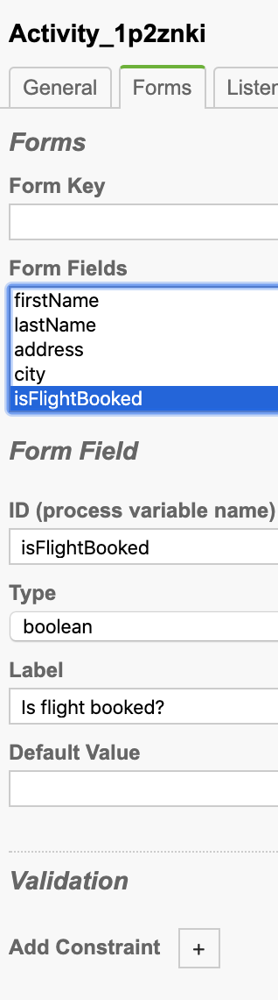 Activity_1p2znki
General Forms Listen
Forms
Form Key
Form Fields
firstName
lastName
address
city
isFlightBooked
Form Field
ID (process variable name)
isFlightBooked
Type
boolean
Label
Is flight booked?
Default Value
Validation
Add Constraint +